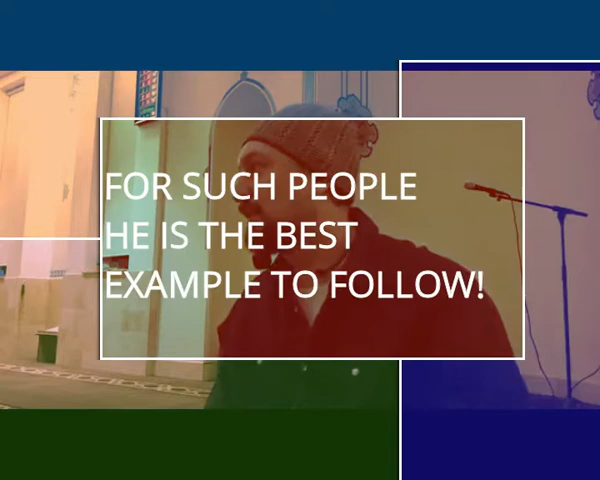 FOR SUCH PEOPLE
HE IS THE BEST
EXAMPLE TO FOLLOW!